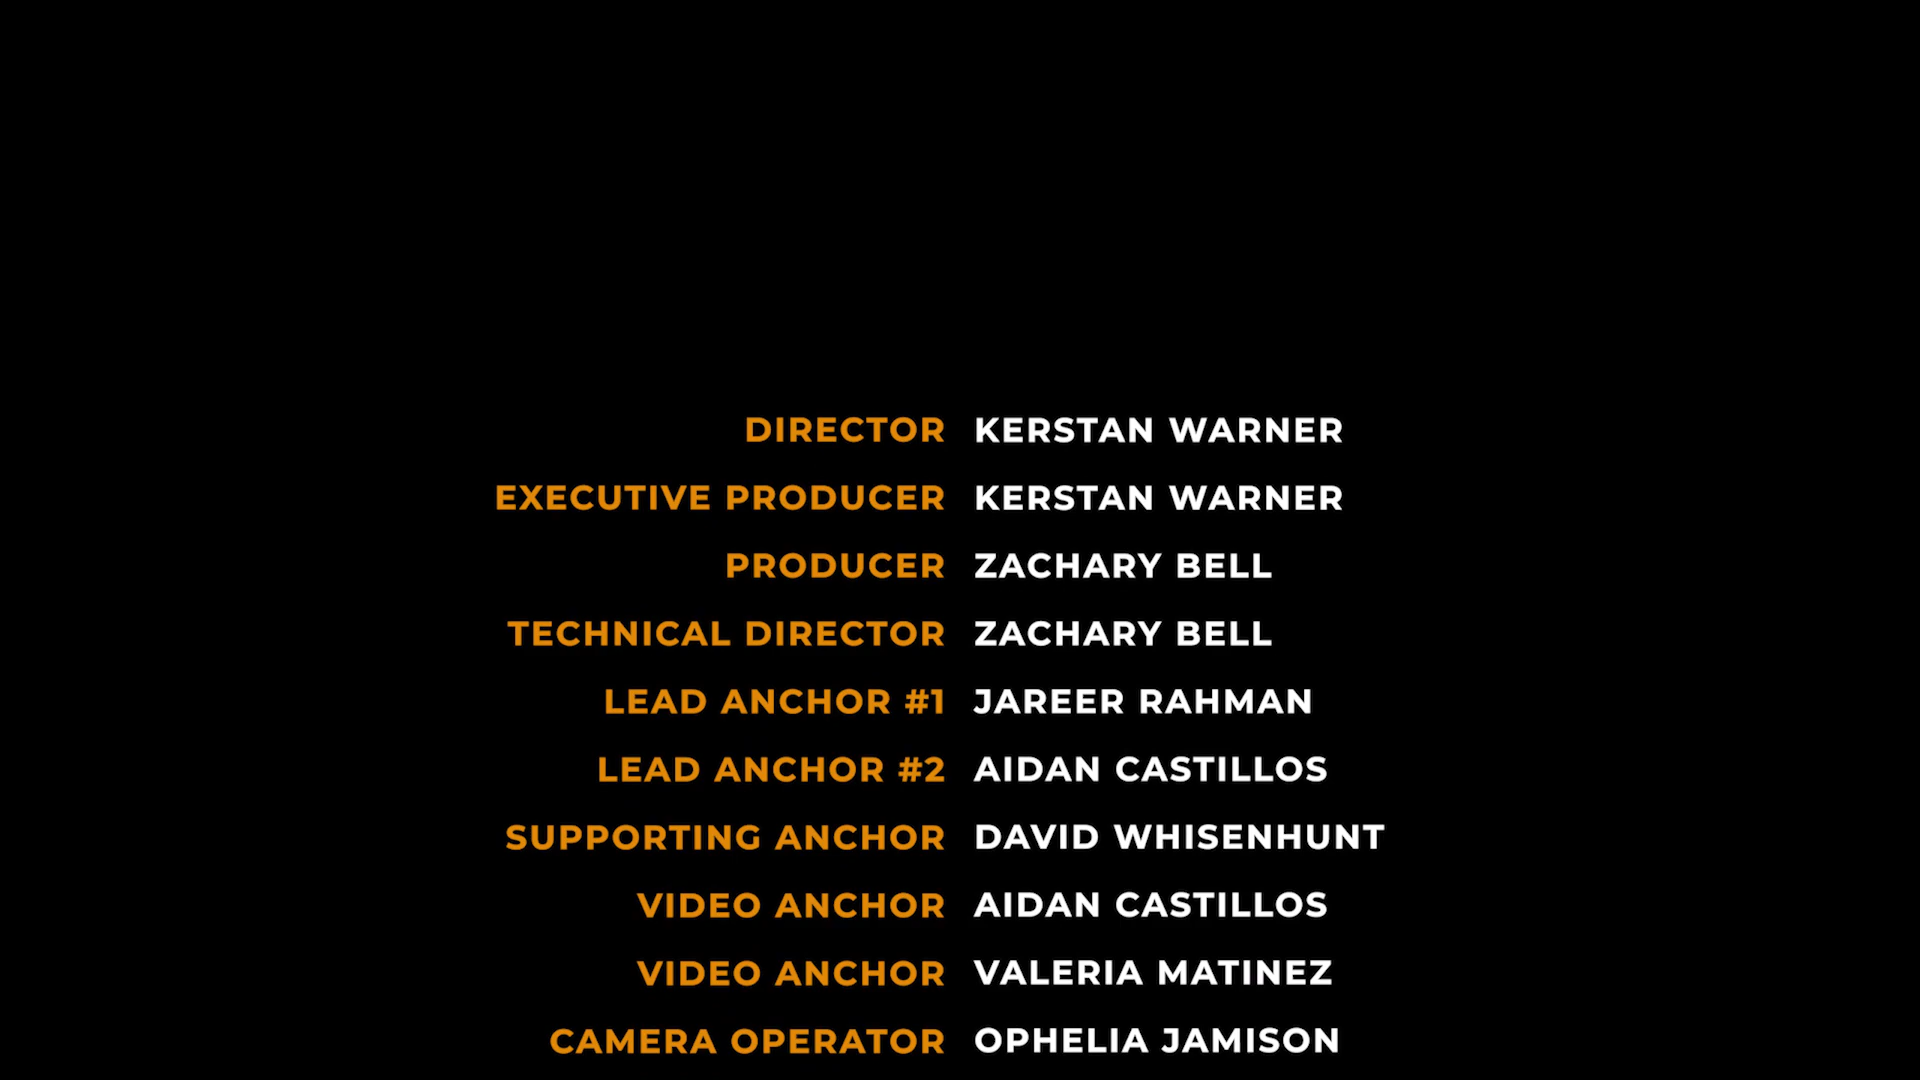 DIRECTOR KERSTAN WARNER
EXECUTIVE PRODUCER KERSTAN WARNER
PRODUCER ZACHARY BELL
TECHNICAL DIRECTOR ZACHARY BELL
LEAD ANCHOR #1 JAREER RAHMAN
LEAD ANCHOR #2 AIDAN CASTILLOS
SUPPORTING ANCHOR DAVID WHISENHUNT
VIDEO ANCHOR AIDAN CASTILLOS
VIDEO ANCHOR VALERIA MATINEZ
CAMERA OPERATOR OPHELIA JAMISON